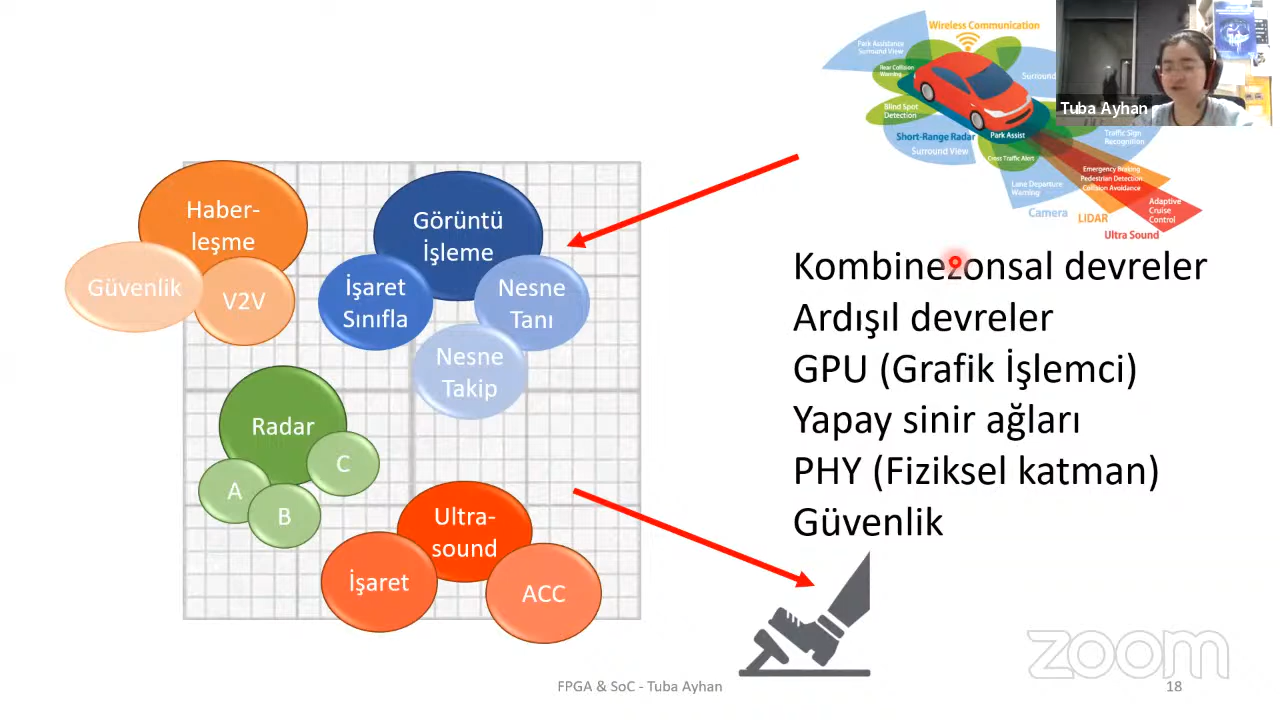 Wireless Communication
Park Assistance
Surround View
Rear Collision
Warning
Surround
Blind Spot
Detection
Short-Range Radar
Park Assist
Surround View
Cross Traffic Alert
Traffic Sign
Recognition
Emergency Braking
Pedestrian Detection
Collision Avoidance
Lane Departure
Warning
Adaptive
Cruise
Control
Camera
LIDAR
Ultra Sound
Tuba Ayhan
Haber-
leşme
Güvenlik
V2V
Görüntü
İşleme
İşaret
Sınıfla
Nesne
Tanı
Nesne
Takip
Radar
A
B
C
Ultra-
sound
İşaret
ACC
Kombinezonsal devreler
Ardışıl devreler
GPU (Grafik İşlemci)
Yapay sinir ağları
PHY (Fiziksel katman)
Güvenlik
zoom
FPGA & SoC - Tuba Ayhan
18